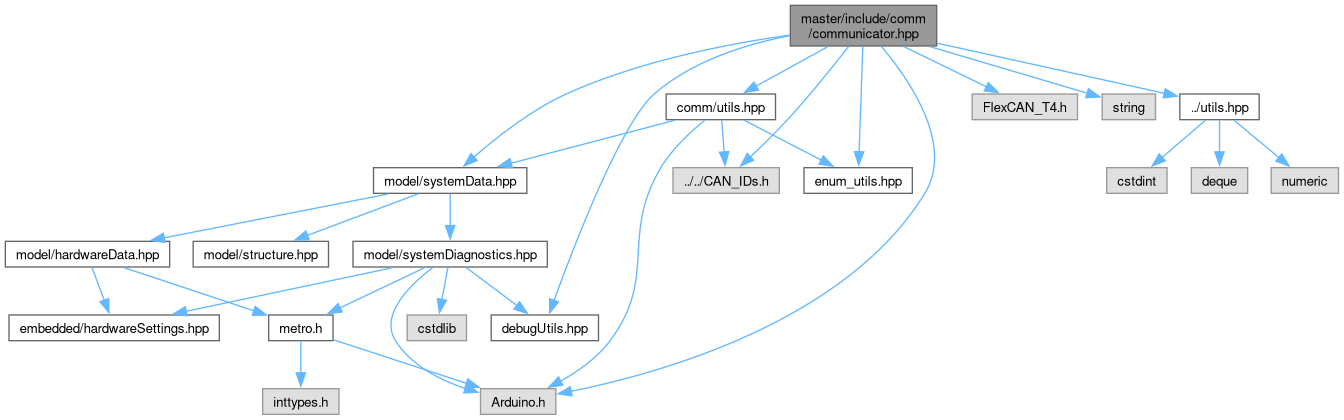 master/include/comm
/communicator.hpp
comm/utils.hpp
FlexCAN_T4.h
string
../utils.hpp
model/systemData.hpp
../../CAN_IDs.h
enum_utils.hpp
cstdint
deque
numeric
model/hardwareData.hpp
model/structure.hpp
model/systemDiagnostics.hpp
embedded/hardwareSettings.hpp
metro.h
cstdlib
debugUtils.hpp
inttypes.h
Arduino.h